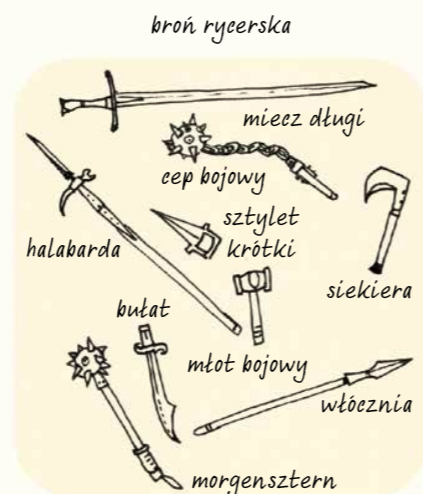 broń rycerska
miecz długi
cep bojowy
sztylet
krótki
halabarda
siekiera
bułat
młot bojowy
włócznia
morgensztern